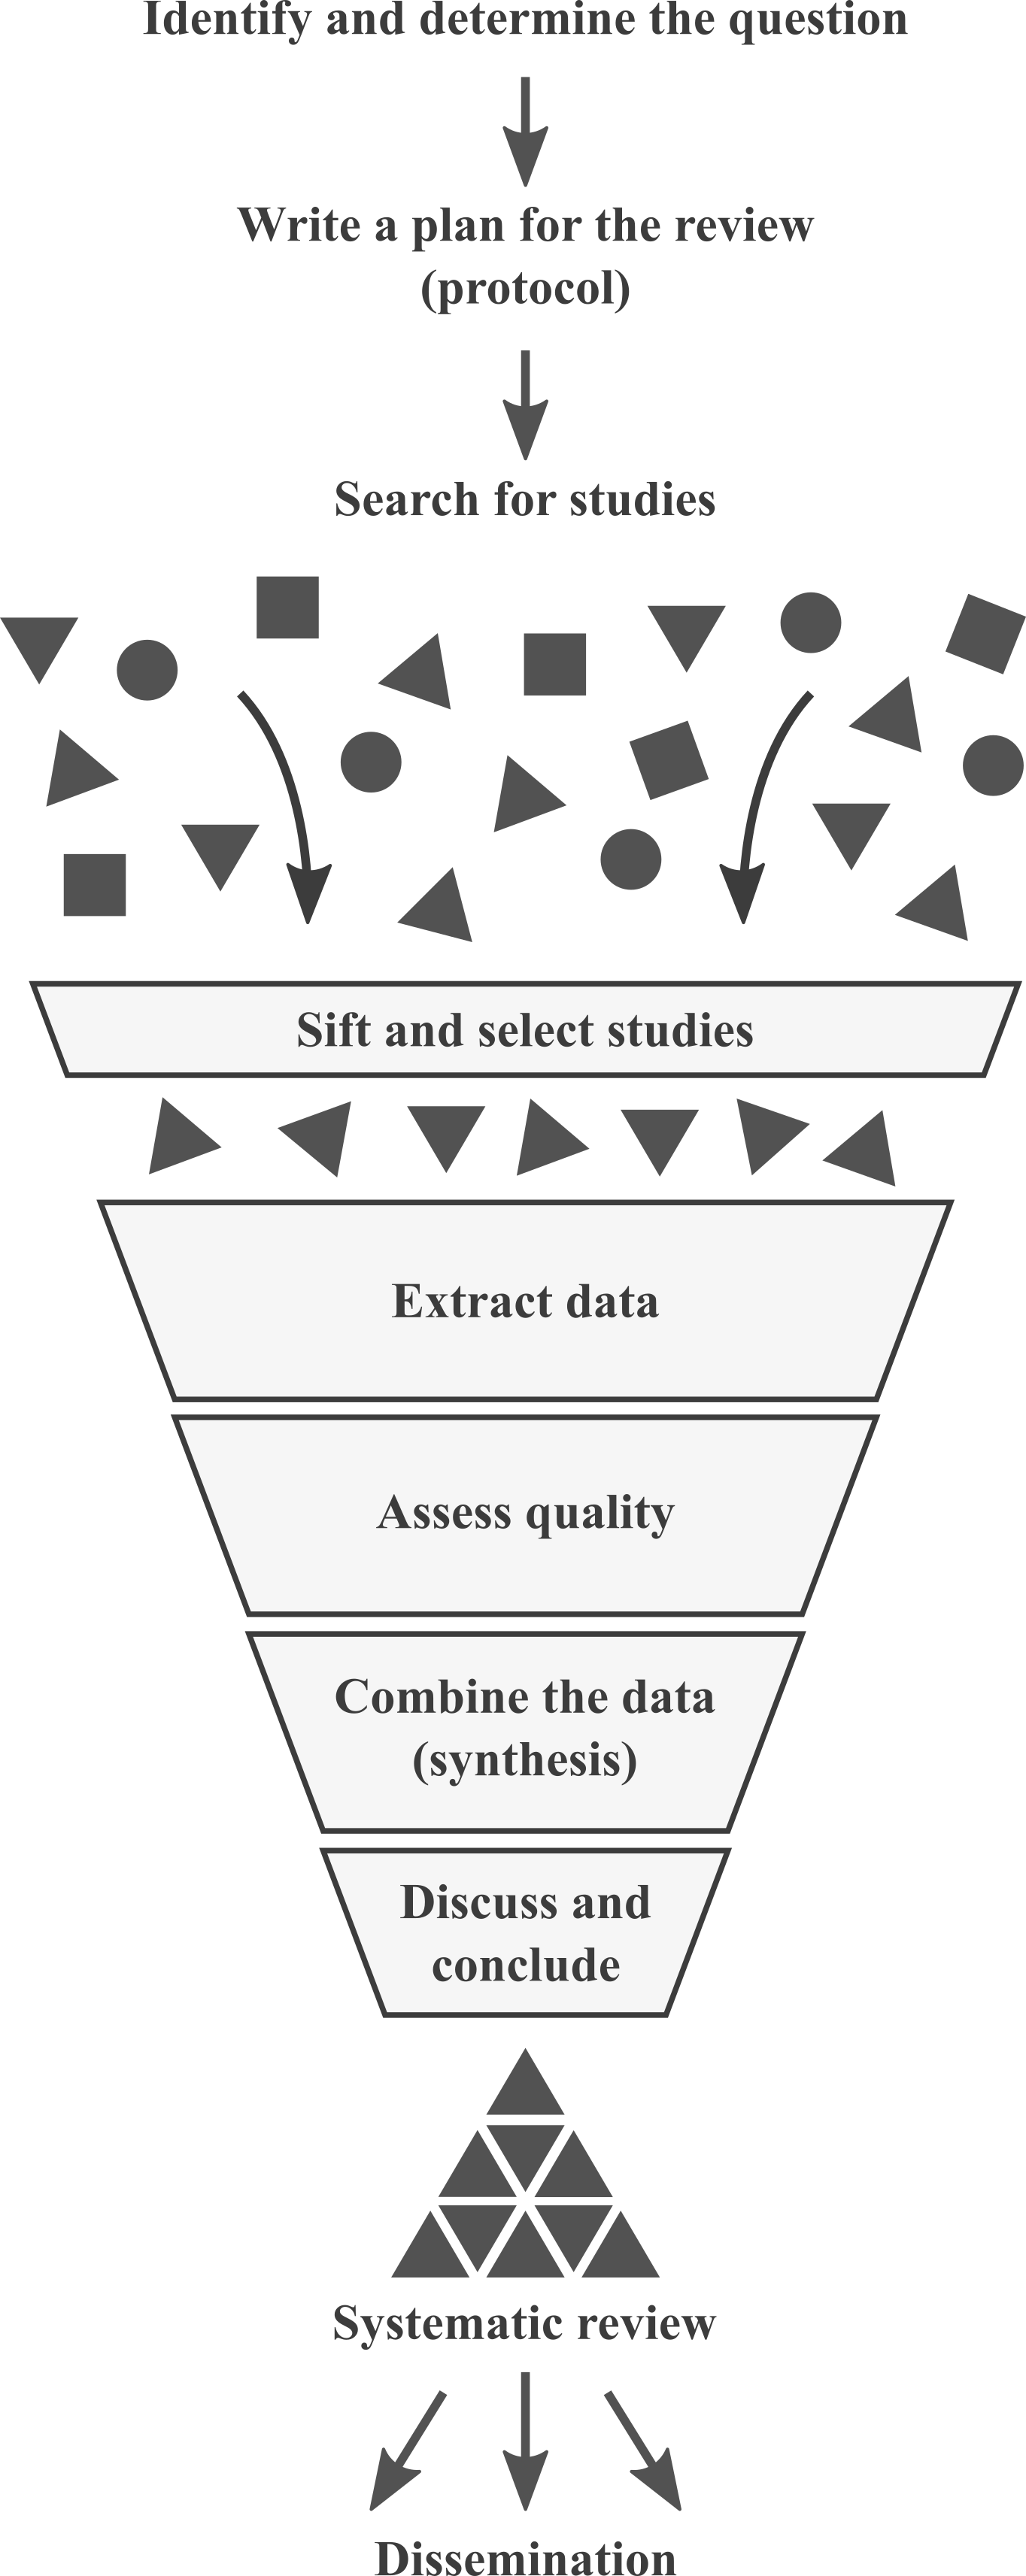 Identify and determine the question
Write a plan for the review
(protocol)
Search for studies
Sift and select studies
Extract data
Assess quality
Combine the data
(synthesis)
Discuss and
conclude
Systematic review
Dissemination